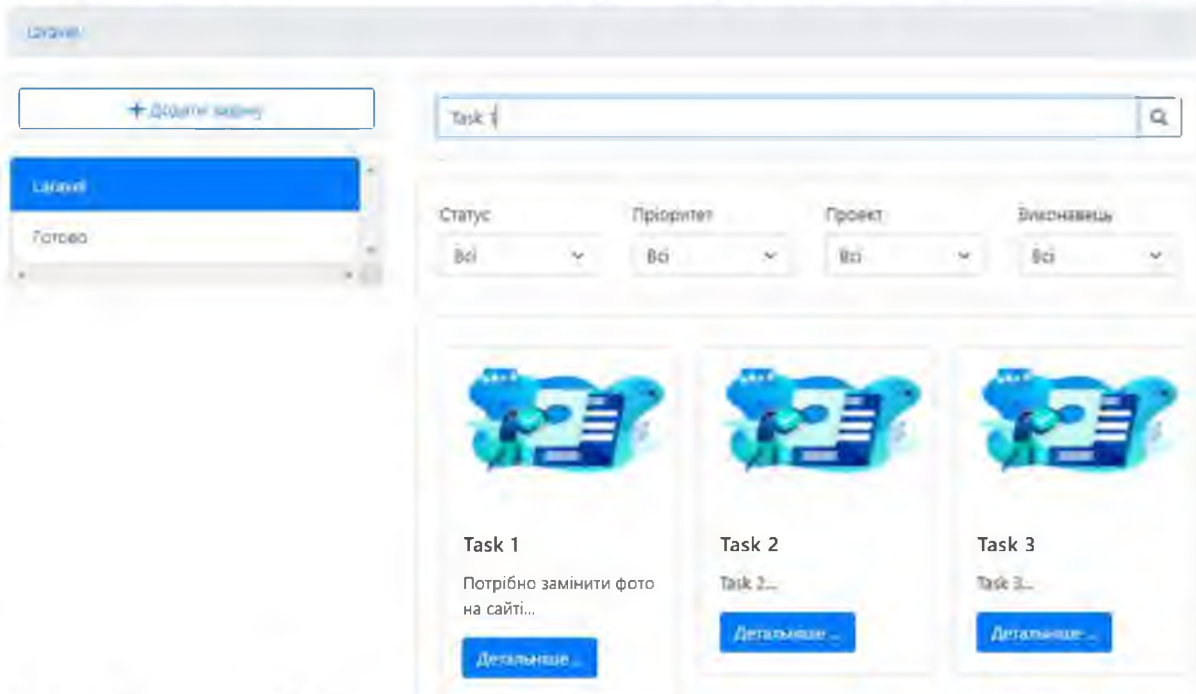 Laravel
+ Додати задачу
Laravel
Готово
Task 1
Статус
Пріоритет
Проект
Виконавець
Всі
Всі
Всі
Всі
Task 1
Потрібно замінити фото
на сайті...
Детальніше ...
Task 2
Task 2...
Детальніше ...
Task 3
Task 3...
Детальніше ...